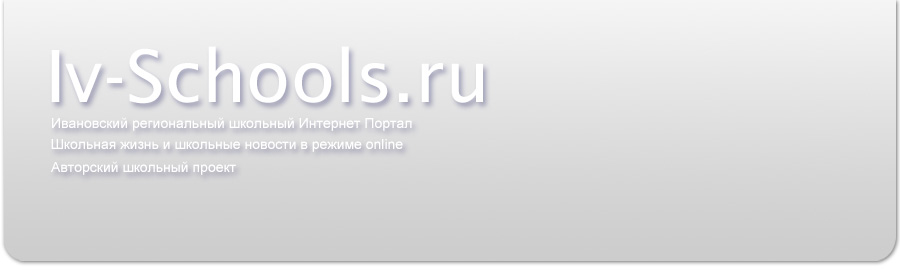 Iv-Schools.ru
Ивановский региональный школьный Интернет Портал
Школьная жизнь и школьные новости в режиме online
Авторский школьный проект